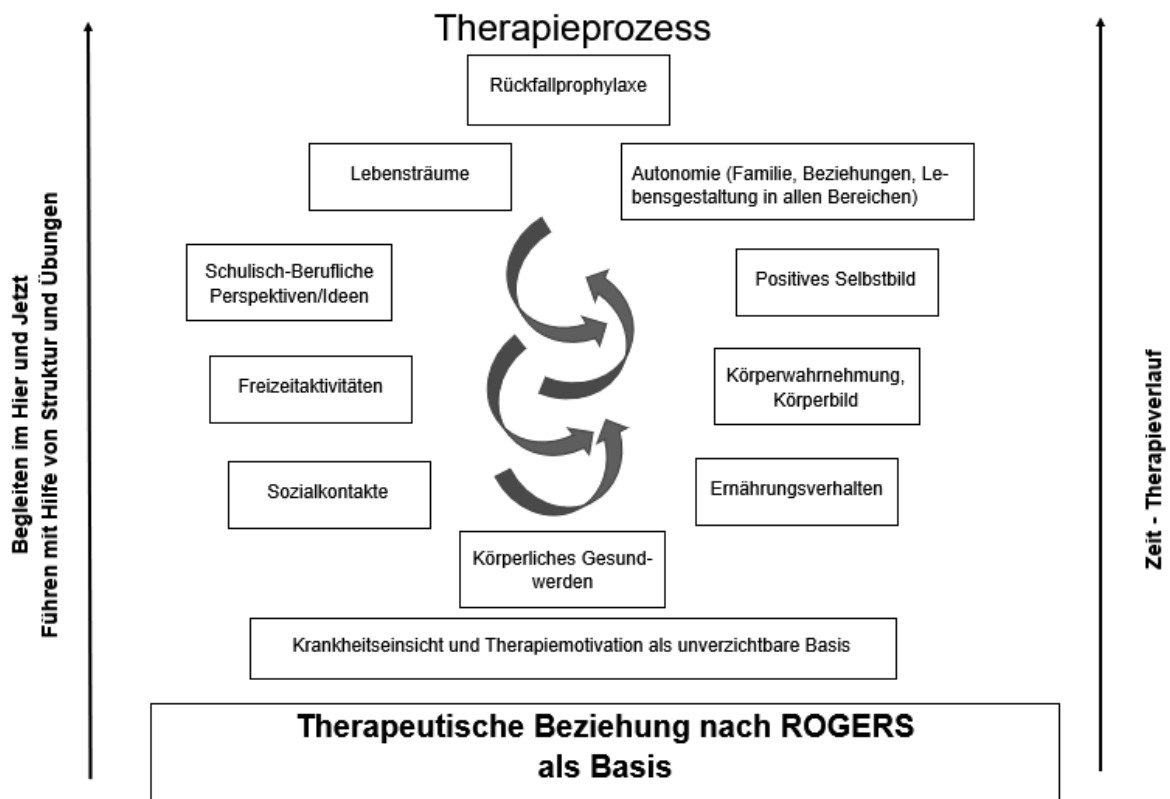 Therapieprozess
Rückfallprophylaxe
Lebensträume
Autonomie (Familie, Beziehungen, Le-
bensgestaltung in allen Bereichen)
Schulisch-Berufliche
Perspektiven/Ideen
Positives Selbstbild
Freizeitaktivitäten
Körperwahrnehmung,
Körperbild
Sozialkontakte
Ernährungsverhalten
Körperliches Gesund-
werden
Krankheitseinsicht und Therapiemotivation als unverzichtbare Basis
Therapeutische Beziehung nach ROGERS
als Basis
Begleiten im Hier und Jetzt
Führen mit Hilfe von Struktur und Übungen
Zeit - Therapieverlauf